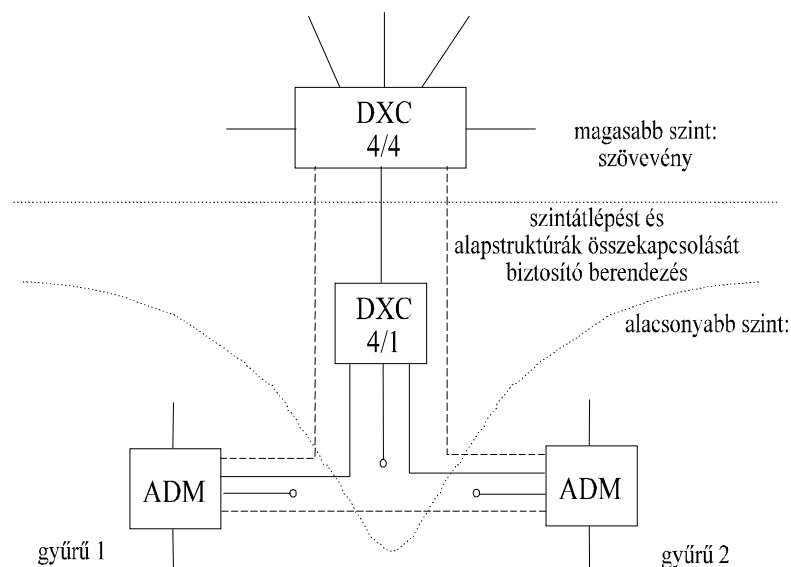 DXC
4/4
magasabb szint:
szövevény
szintátlépést és
alapstruktúrák összekapcsolását
biztosító berendezés
DXC
4/1
alacsonyabb szint:
ADM
ADM
gyűrű 1
gyűrű 2